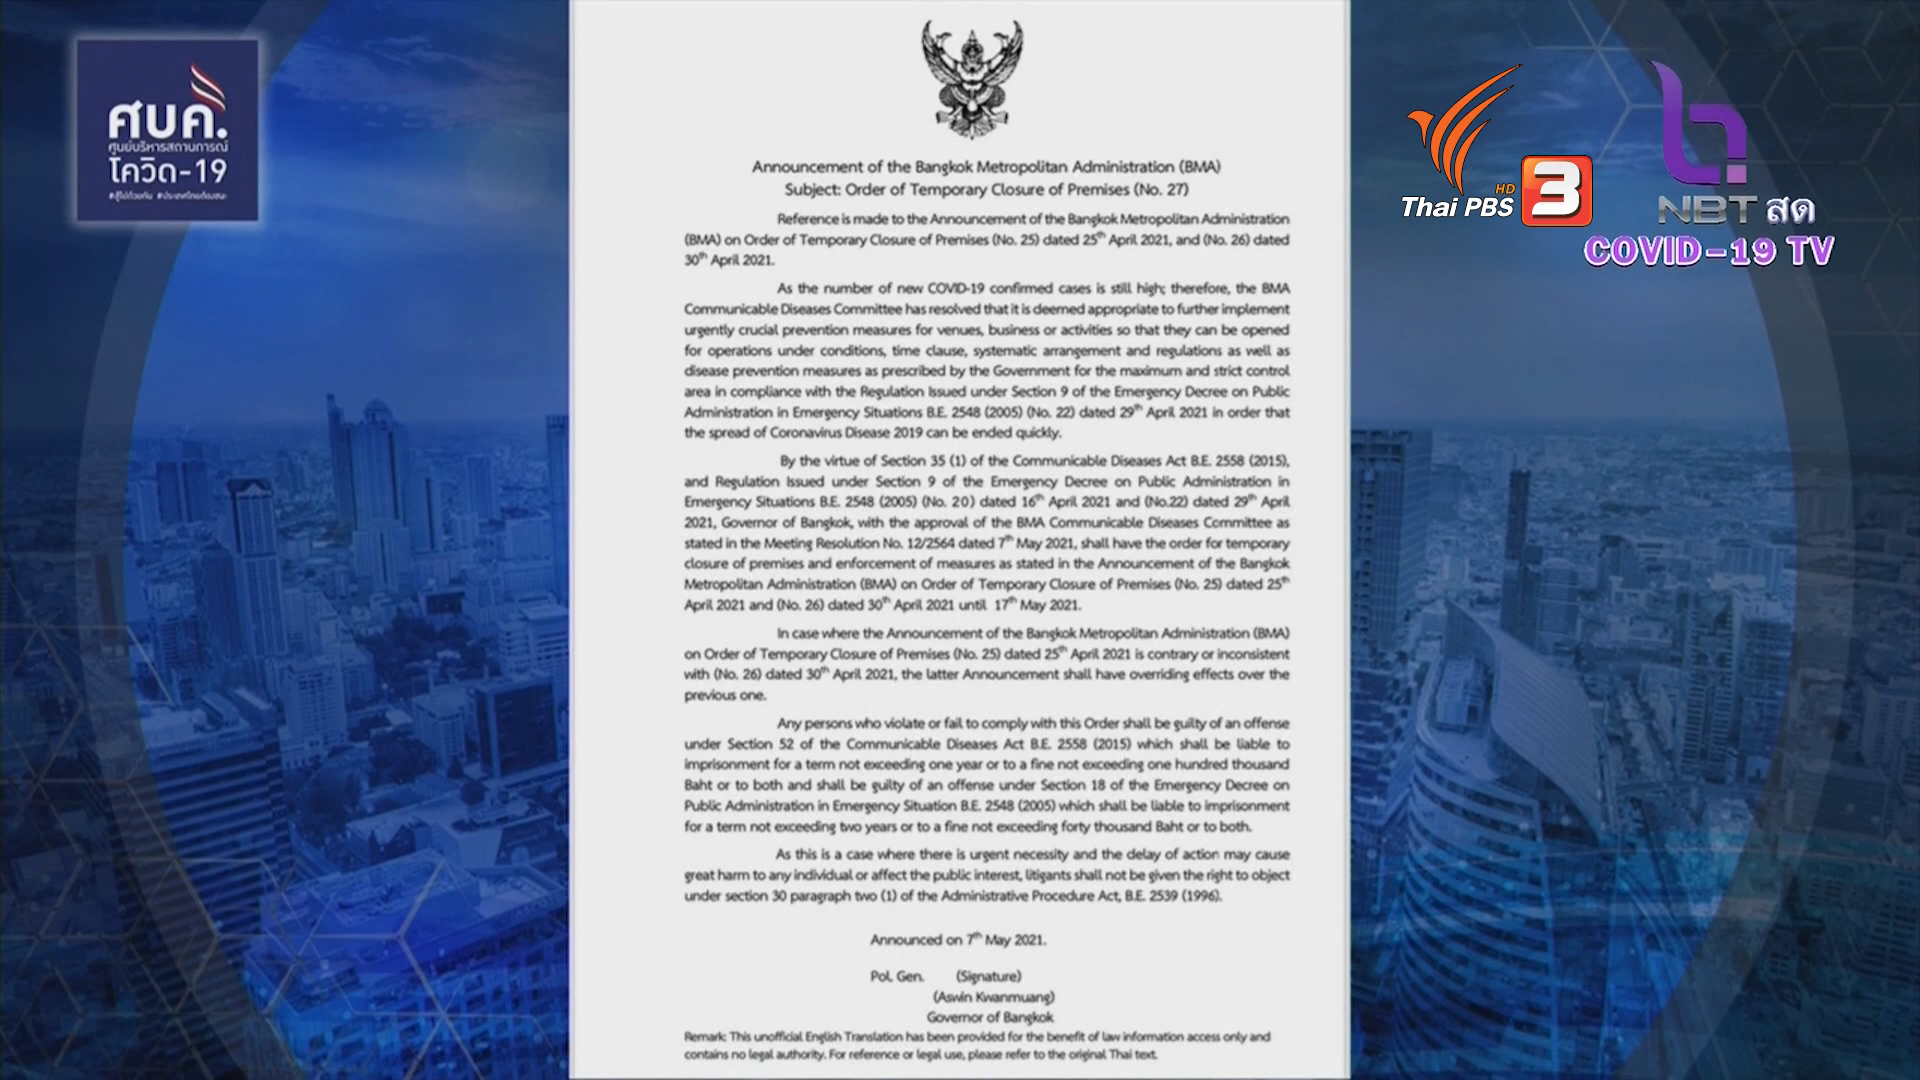 ศบค.
ศูนย์บริหารสถานการณ์
โควิด-19
#สู้ไปด้วยกัน #ประเทศไทยต้องชนะ
Thai PBS
HD
3
NBT สด
COVID-19 TV
Announcement of the Bangkok Metropolitan Administration (BMA)
Subject: Order of Temporary Closure of Premises (No. 27)
Reference is made to the Announcement of the Bangkok Metropolitan Administration
(BMA) on Order of Temporary Closure of Premises (No. 25) dated 25th April 2021, and (No. 26) dated
30th April 2021.
As the number of new COVID-19 confirmed cases is still high; therefore, the BMA
Communicable Diseases Committee has resolved that it is deemed appropriate to further implement
urgently crucial prevention measures for venues, business or activities so that they can be opened
for operations under conditions, time clause, systematic arrangement and regulations as well as
disease prevention measures as prescribed by the Government for the maximum and strict control
area in compliance with the Regulation Issued under Section 9 of the Emergency Decree on Public
Administration in Emergency Situations B.E. 2548 (2005) (No. 22) dated 29th April 2021 in order that
the spread of Coronavirus Disease 2019 can be ended quickly.
By the virtue of Section 35 (1) of the Communicable Diseases Act B.E. 2558 (2015),
and Regulation Issued under Section 9 of the Emergency Decree on Public Administration in
Emergency Situations B.E. 2548 (2005) (No. 20) dated 16th April 2021 and (No.22) dated 29th April
2021, Governor of Bangkok, with the approval of the BMA Communicable Diseases Committee as
stated in the Meeting Resolution No. 12/2564 dated 7th May 2021, shall have the order for temporary
closure of premises and enforcement of measures as stated in the Announcement of the Bangkok
Metropolitan Administration (BMA) on Order of Temporary Closure of Premises (No. 25) dated 25th
April 2021 and (No. 26) dated 30th April 2021 until 17th May 2021.
In case where the Announcement of the Bangkok Metropolitan Administration (BMA)
on Order of Temporary Closure of Premises (No. 25) dated 25th April 2021 is contrary or inconsistent
with (No. 26) dated 30th April 2021, the latter Announcement shall have overriding effects over the
previous one.
Any persons who violate or fail to comply with this Order shall be guilty of an offense
under Section 52 of the Communicable Diseases Act B.E. 2558 (2015) which shall be liable to
imprisonment for a term not exceeding one year or to a fine not exceeding one hundred thousand
Baht or to both and shall be guilty of an offense under Section 18 of the Emergency Decree on
Public Administration in Emergency Situation B.E. 2548 (2005) which shall be liable to imprisonment
for a term not exceeding two years or to a fine not exceeding forty thousand Baht or to both.
As this is a case where there is urgent necessity and the delay of action may cause
great harm to any individual or affect the public interest, litigants shall not be given the right to object
under section 30 paragraph two (1) of the Administrative Procedure Act, B.E. 2539 (1996).
Announced on 7th May 2021.
Pol. Gen. (Signature)
(Aswin Kwanmuang)
Governor of Bangkok
Remark: This unofficial English Translation has been provided for the benefit of law information access only and
contains no legal authority. For reference or legal use, please refer to the original Thai text.